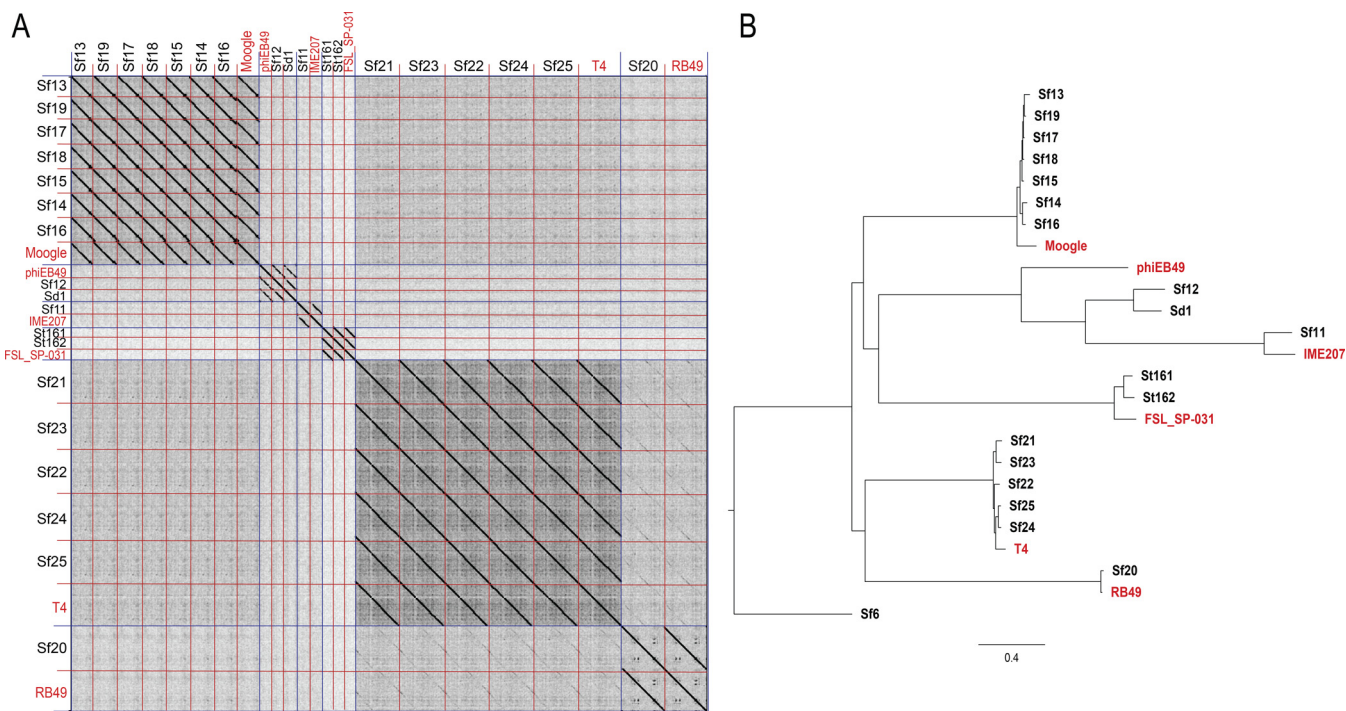 A
Sf13
Sf19
Sf17
Sf18
Sf15
Sf14
Sf16
Moogle
phiEB49
Sf12
Sd1
Sf11
IME207
St161
St162
FSL_SP-031
Sf21
Sf23
Sf22
Sf24
Sf25
T4
Sf20
RB49
Sf13
Sf19
Sf17
Sf18
Sf15
Sf14
Sf16
Moogle
phiEB49
Sf12
Sd1
Sf11
IME207
St161
St162
FSL_SP-031
Sf21
Sf23
Sf22
Sf24
Sf25
T4
Sf20
RB49
B
Sf13
Sf19
Sf17
Sf18
Sf15
Sf14
Sf16
Moogle
phiEB49
Sf12
Sd1
Sf11
IME207
St161
St162
FSL_SP-031
Sf21
Sf23
Sf22
Sf25
Sf24
T4
Sf20
RB49
Sf6
0.4